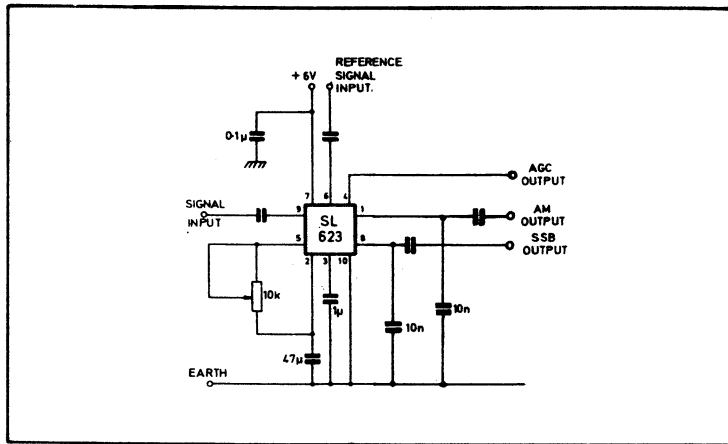 REFERENCE
SIGNAL
INPUT.
+ 6V
0·1µ
AGC
OUTPUT
7 6 4
SIGNAL
INPUT
9
SL
623
1
AM
OUTPUT
5
8
SSB
OUTPUT
2 3 10
10k
1µ
10n
10n
47µ
EARTH